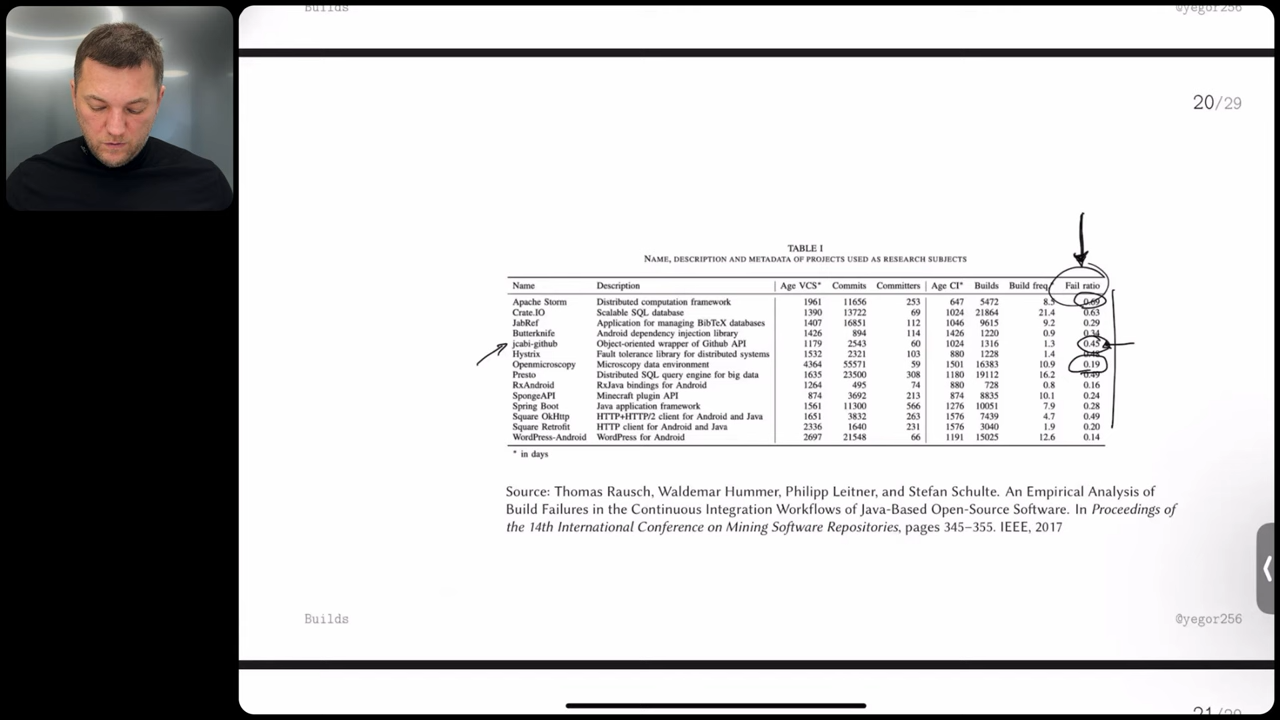 Builds
@yegor256
20/29
TABLE I
NAME, DESCRIPTION AND METADATA OF PROJECTS USED AS RESEARCH SUBJECTS
Name Description Age VCS* Commits Committers Age CI* Builds Build freq. Fail ratio
Apache Storm Distributed computation framework 1961 11656 253 647 5472 8.5 0.69
Crate.IO Scalable SQL database 1390 13722 69 1024 21864 21.4 0.63
JabRef Application for managing BibTeX databases 1407 16851 112 1046 9615 9.2 0.29
Butterknife Android dependency injection library 1426 894 114 1426 1220 0.9 0.34
jcabi-github Object-oriented wrapper of Github API 1179 2543 60 1024 1316 1.3 0.45
Hystrix Fault tolerance library for distributed systems 1532 2321 103 880 1228 1.4
Openmicroscopy Microscopy data environment 4364 55571 59 1501 16383 10.9 0.19
Presto Distributed SQL query engine for big data 1635 23500 308 1180 19112 16.2 0.49
RxAndroid RxJava bindings for Android 1264 495 74 880 728 0.8 0.16
SpongeAPI Minecraft plugin API 874 3692 213 874 8835 10.1 0.24
Spring Boot Java application framework 1561 11300 566 1276 10051 7.9 0.28
Square OkHttp HTTP+HTTP/2 client for Android and Java 1651 3832 263 1576 7439 4.7 0.49
Square Retrofit HTTP client for Android and Java 2336 1640 231 1576 3040 1.9 0.20
WordPress-Android WordPress for Android 2697 21548 66 1191 15025 12.6 0.14
* in days
Source: Thomas Rausch, Waldemar Hummer, Philipp Leitner, and Stefan Schulte. An Empirical Analysis of
Build Failures in the Continuous Integration Workflows of Java-Based Open-Source Software. In Proceedings of
the 14th International Conference on Mining Software Repositories, pages 345–355. IEEE, 2017
Builds
@yegor256
21/29